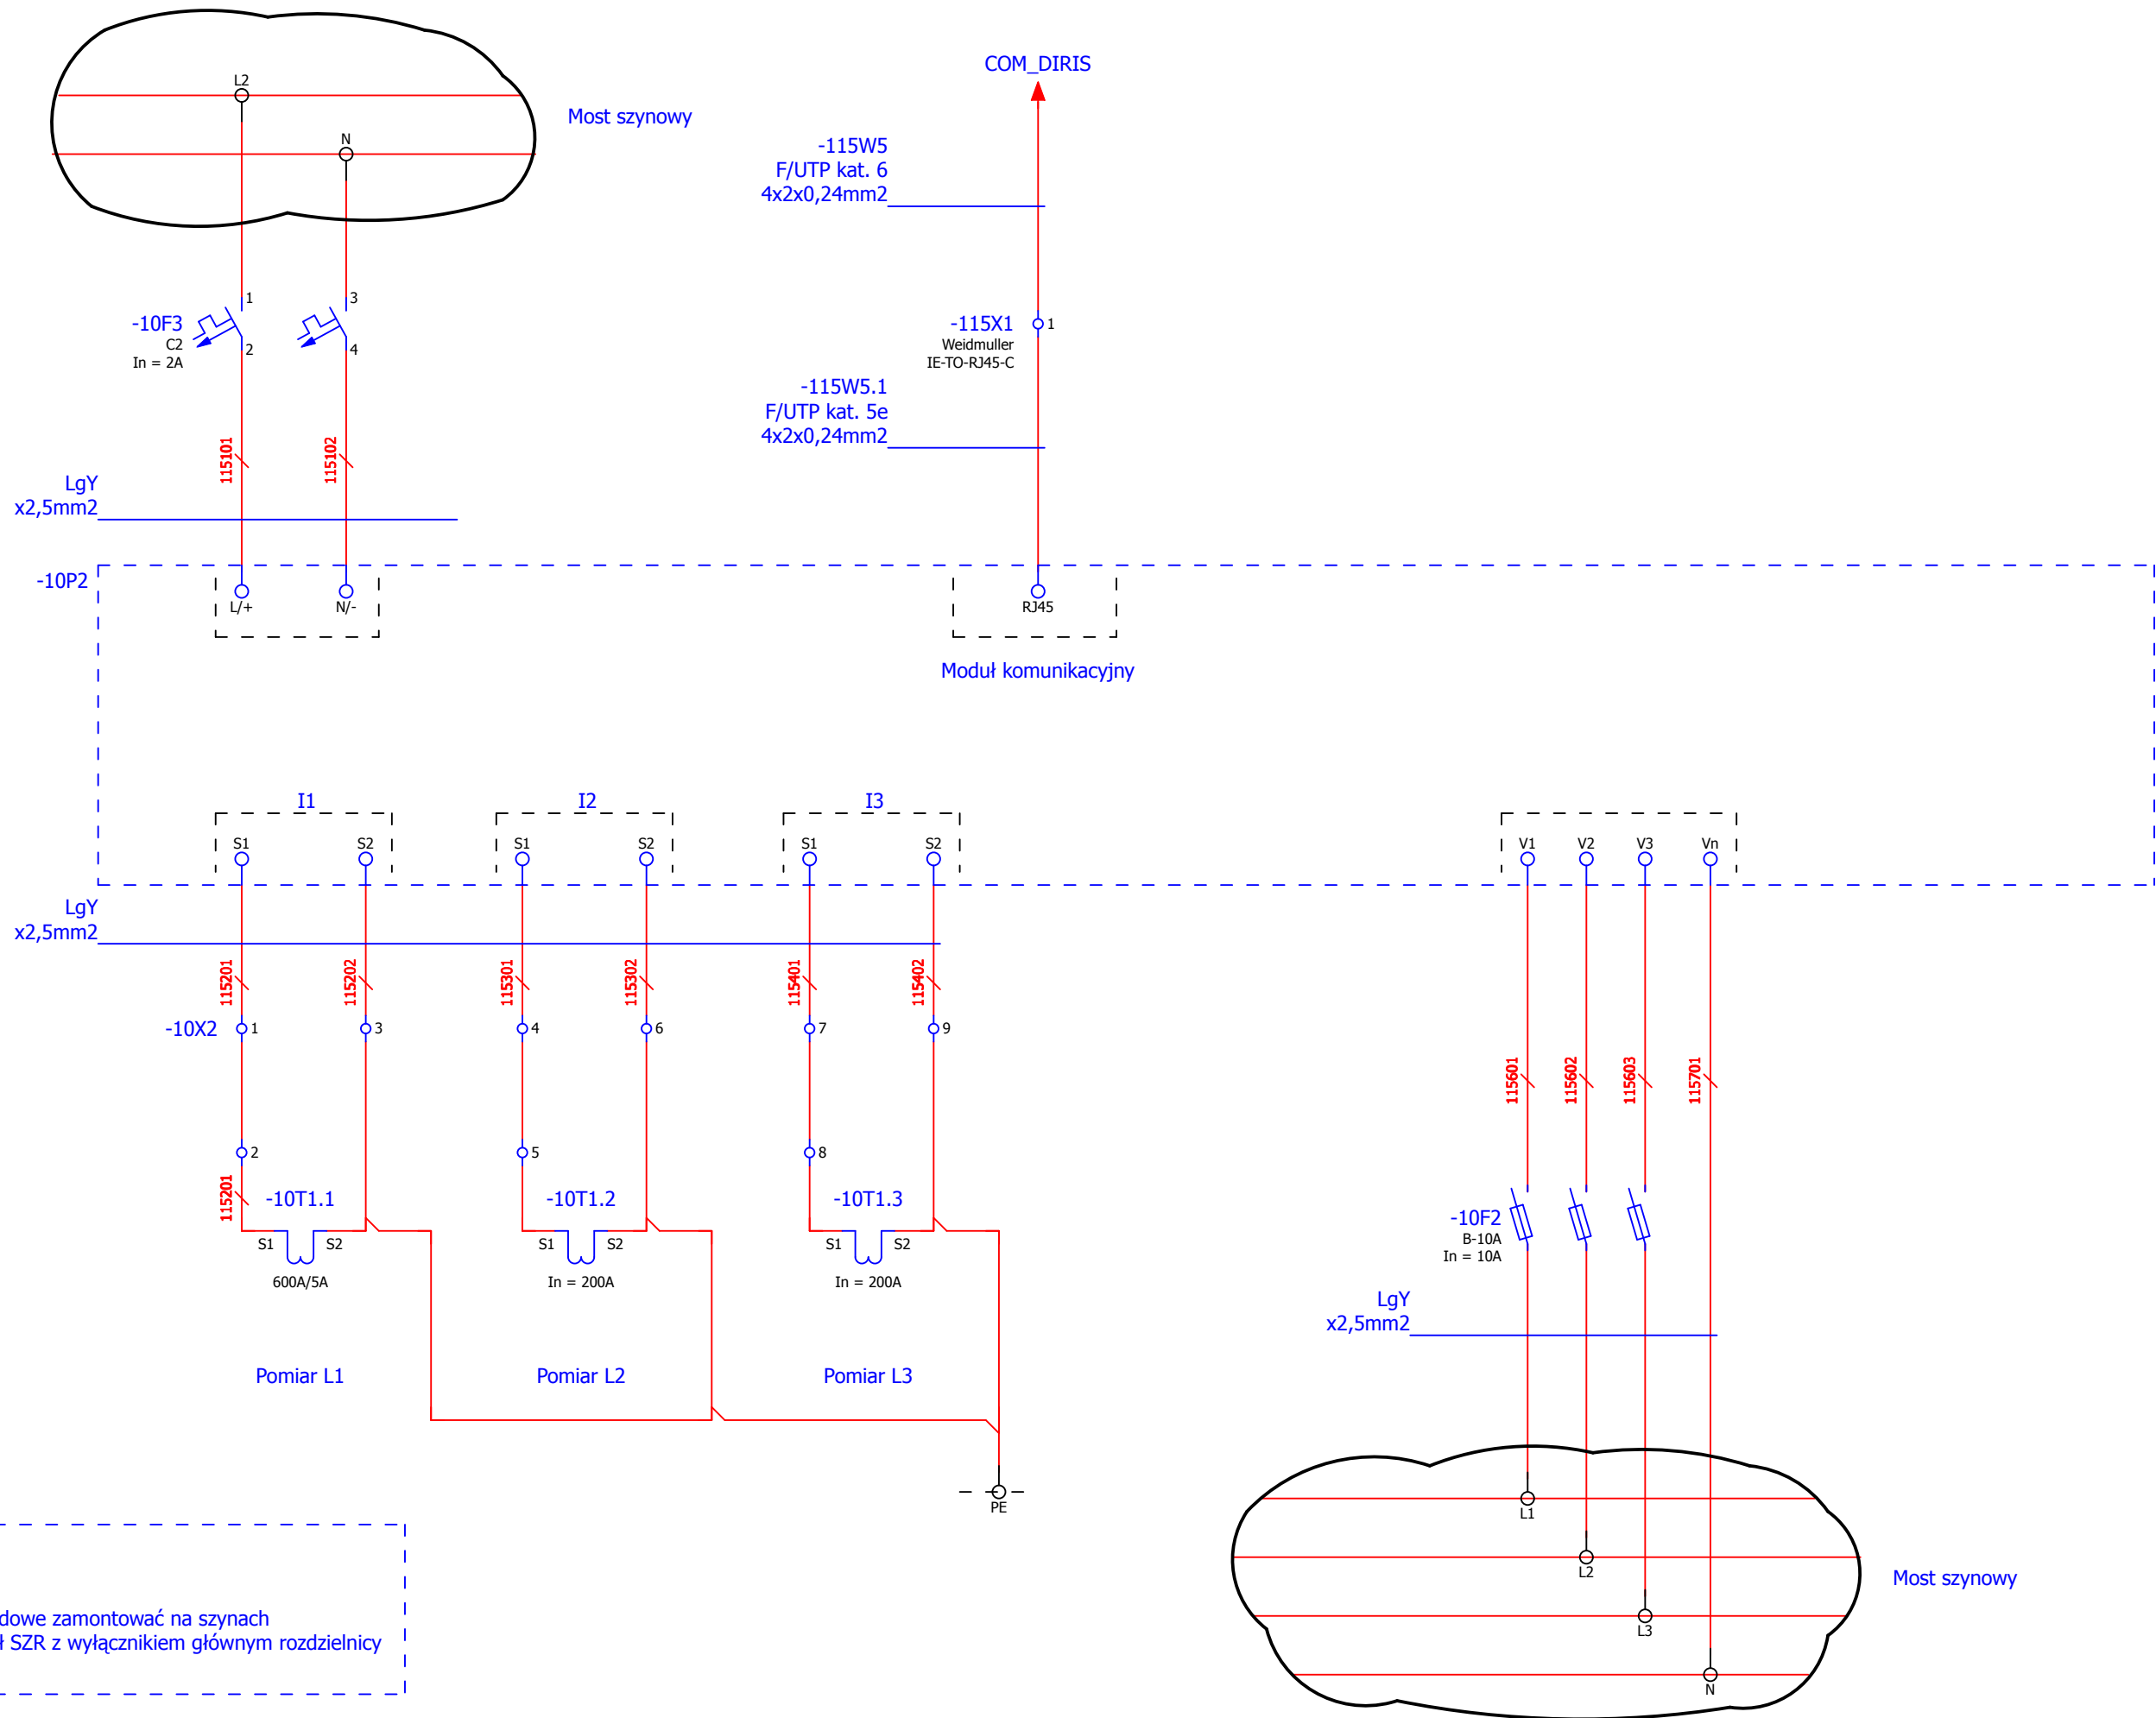 COM_DIRIS
L2
Most szynowy
N
-115W5
F/UTP kat. 6
4x2x0,24mm2
1
3
-10F3
C2
In = 2A
2
4
-115X1
1
Weidmuller
IE-TO-RJ45-C
-115W5.1
F/UTP kat. 5e
4x2x0,24mm2
115101
115102
LgY
x2,5mm2
-10P2
L/+
N/-
RJ45
Moduł komunikacyjny
I1
I2
I3
S1
S2
S1
S2
S1
S2
V1
V2
V3
Vn
LgY
x2,5mm2
115201
115202
115301
115302
115401
115402
-10X2
1
3
4
6
7
9
115601
115602
115603
115701
2
5
8
115201
-10T1.1
-10T1.2
-10T1.3
S1
S2
S1
S2
S1
S2
600A/5A
In = 200A
In = 200A
-10F2
B-10A
In = 10A
LgY
x2,5mm2
Pomiar L1
Pomiar L2
Pomiar L3
PE
L1
L2
L3
N
Most szynowy
dowe zamontować na szynach
ł SZR z wyłącznikiem głównym rozdzielnicy